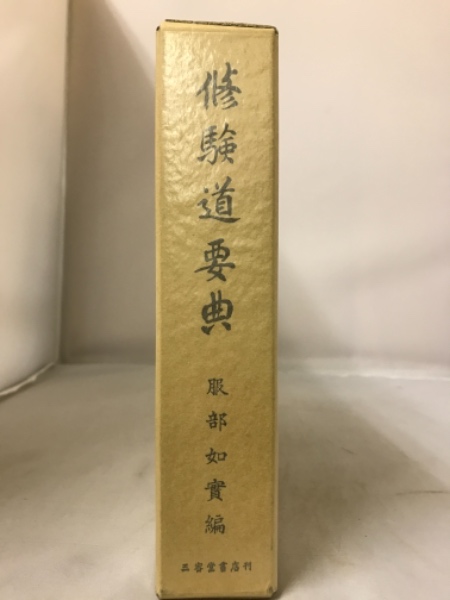 修験道要典
服部如實編
三密堂書店刊